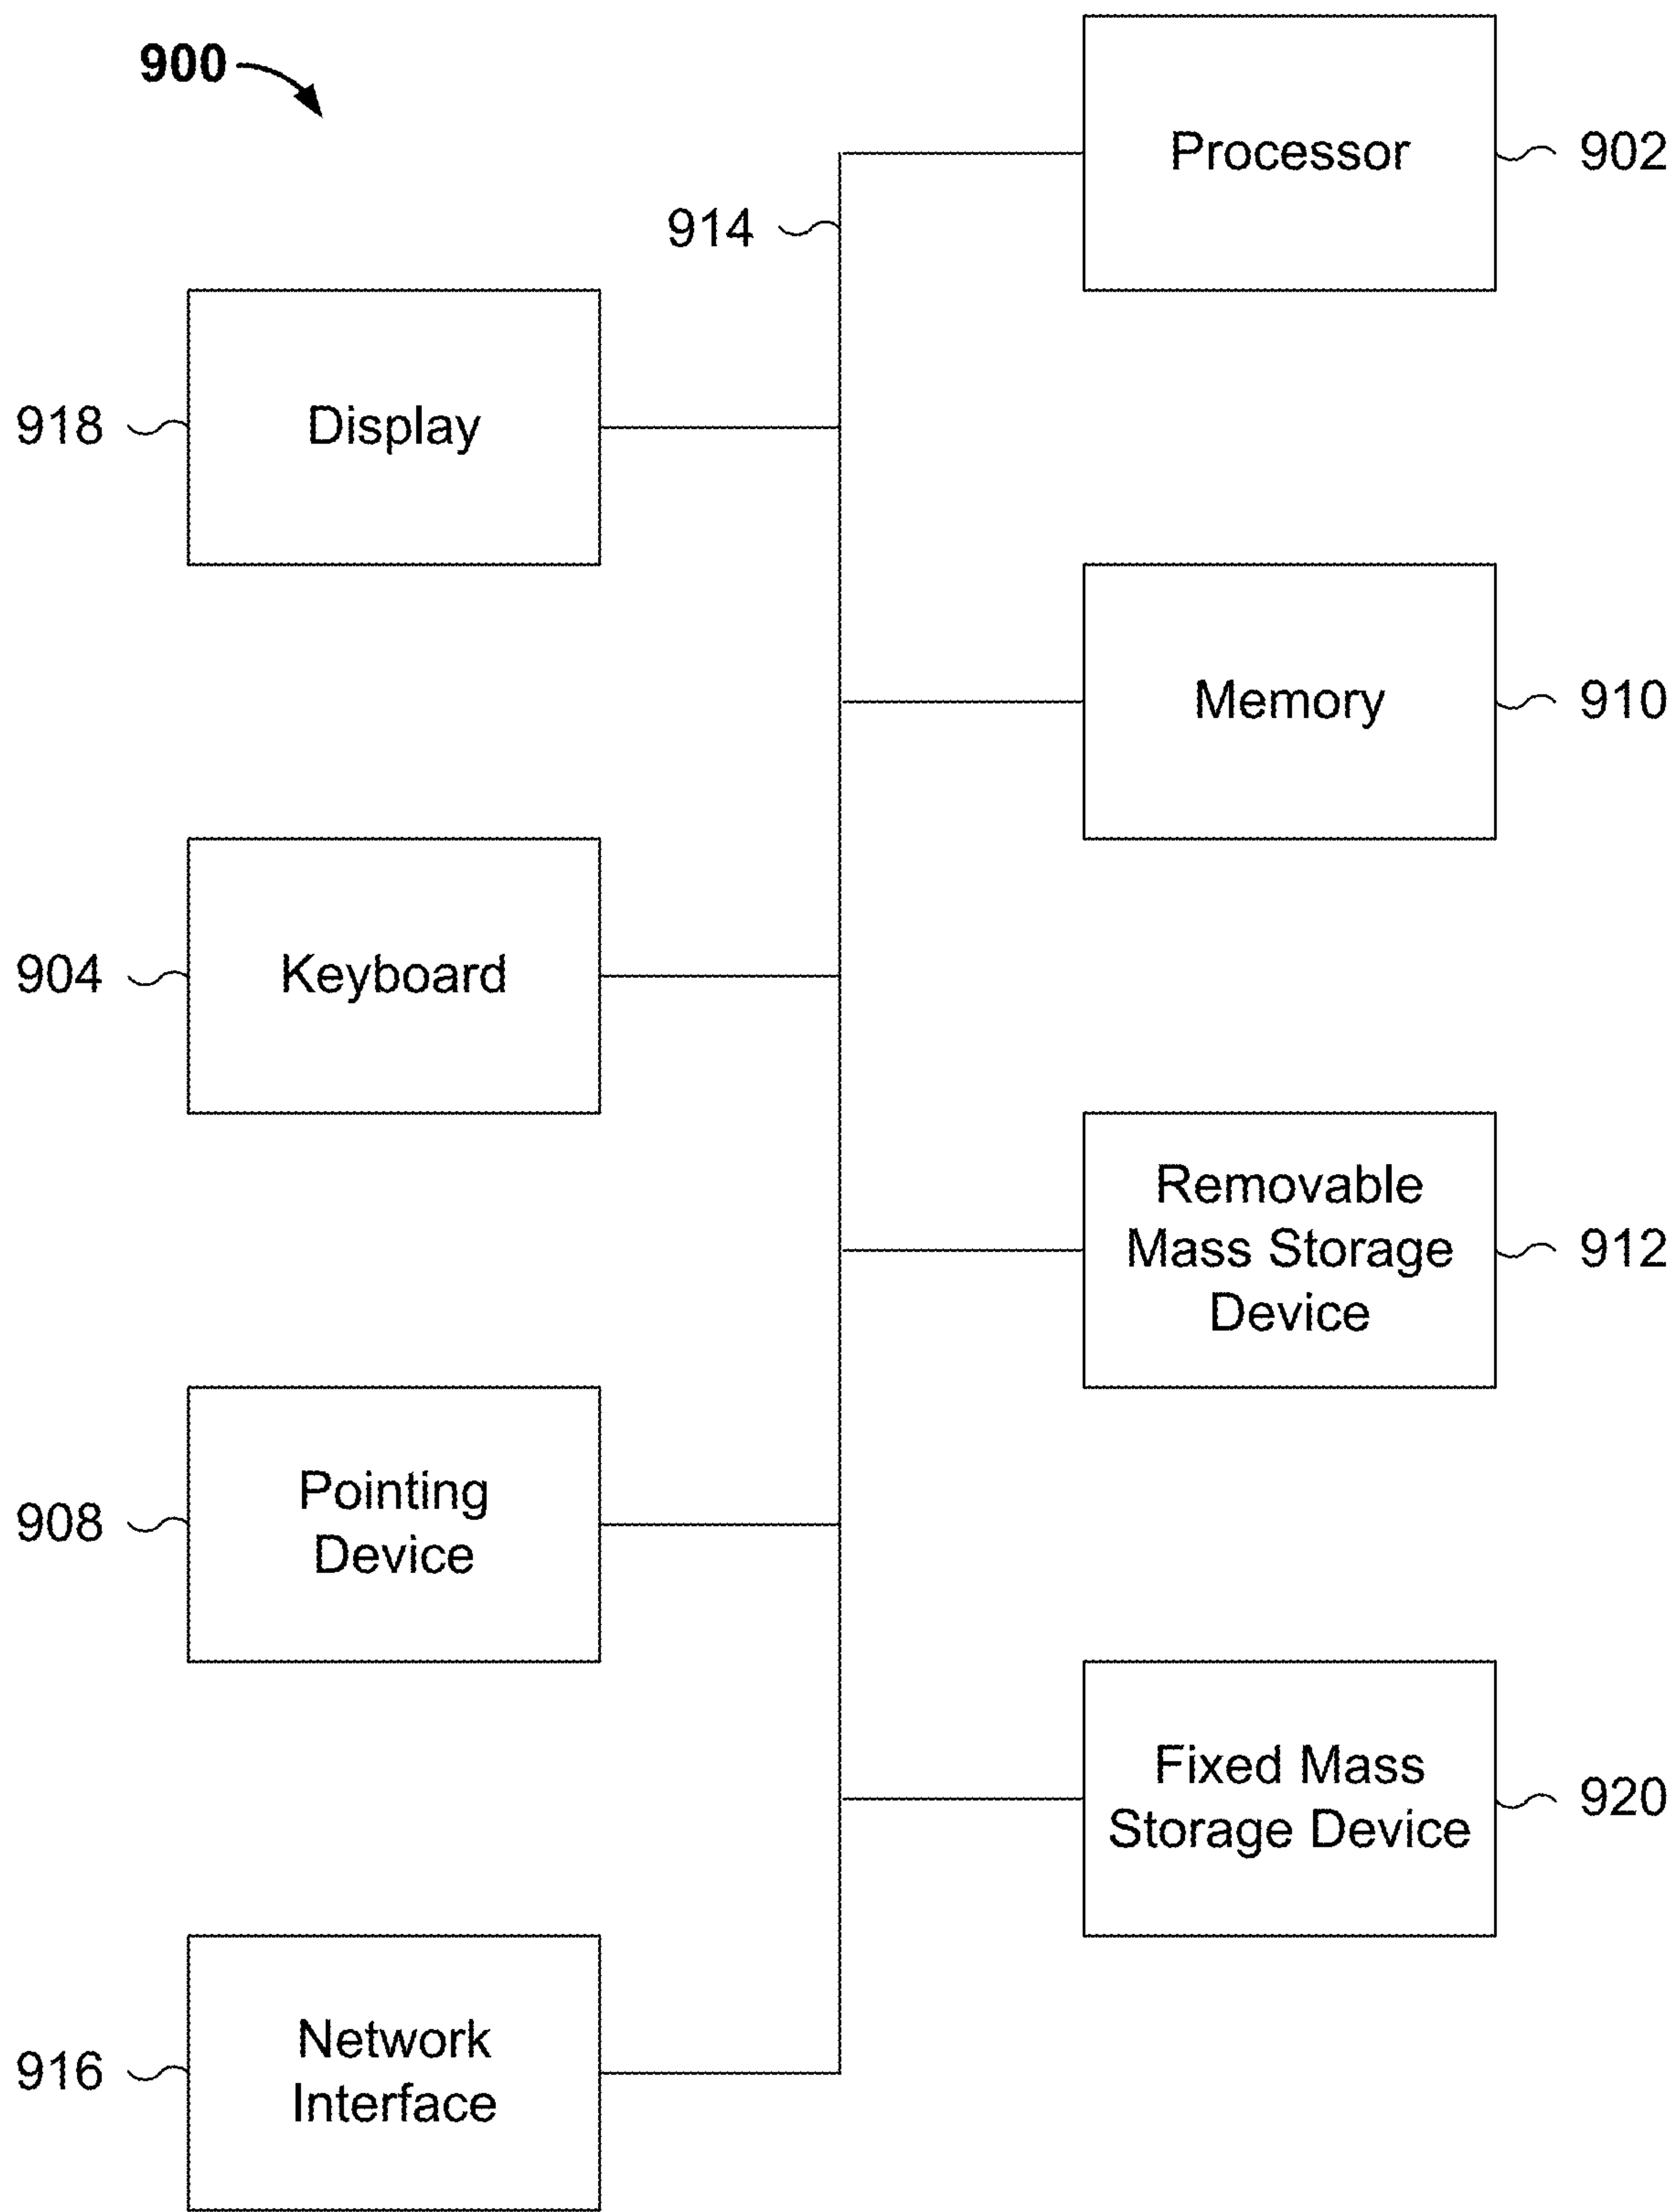 900
Processor
902
914
Display
918
Memory
910
Keyboard
904
Removable
Mass Storage
Device
912
Pointing
Device
908
Fixed Mass
Storage Device
920
Network
Interface
916